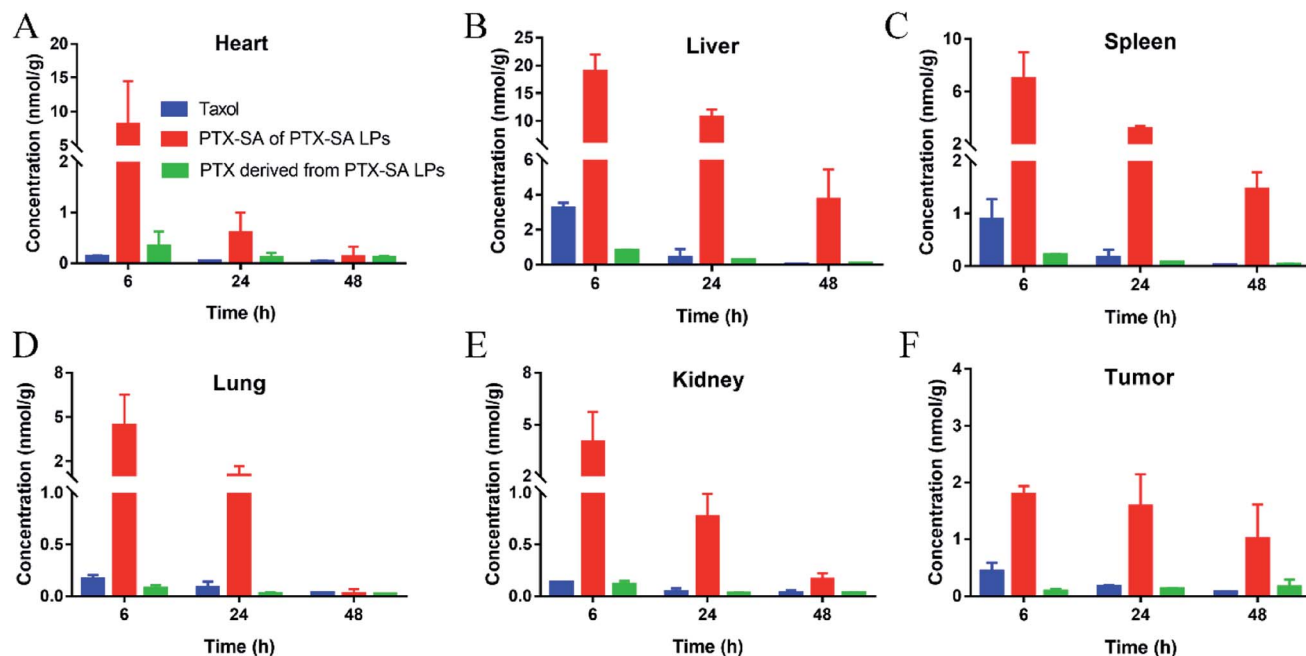 A
Heart
Concentration (nmol/g)
20
15
10
5
2
1
0
Taxol
PTX-SA of PTX-SA LPs
PTX derived from PTX-SA LPs
6 24 48
Time (h)
B
Liver
Concentration (nmol/g)
25
20
15
10
6
4
2
0
6 24 48
Time (h)
C
Spleen
Concentration (nmol/g)
10
6
2
1
0
6 24 48
Time (h)
D
Lung
Concentration (nmol/g)
8
5
2
1.0
0.5
0.0
6 24 48
Time (h)
E
Kidney
Concentration (nmol/g)
8
5
2
1.0
0.5
0.0
6 24 48
Time (h)
F
Tumor
Concentration (nmol/g)
4
3
2
1
0
6 24 48
Time (h)